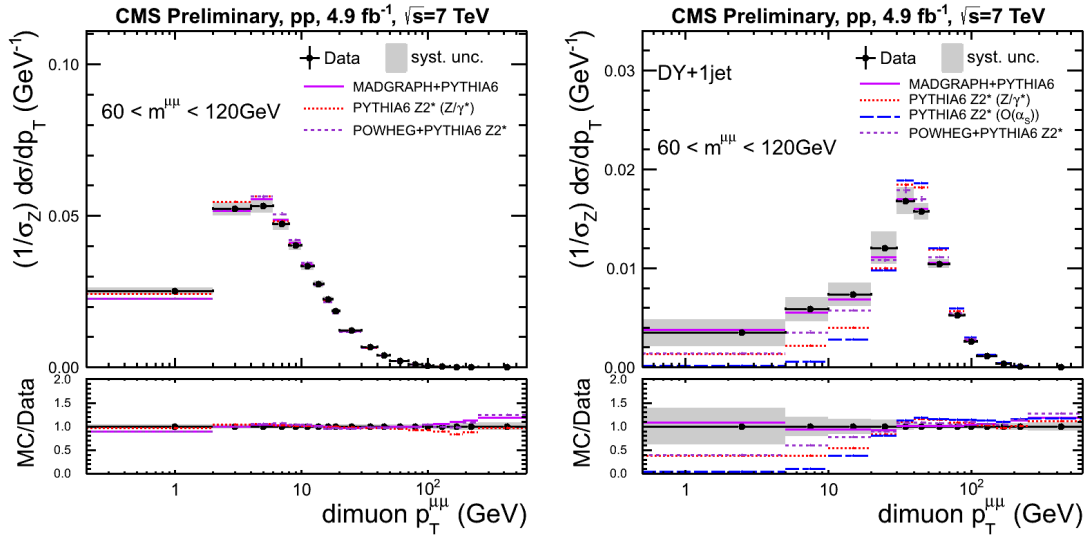 CMS Preliminary, pp, 4.9 fb⁻¹, √s=7 TeV
(1/σ_Z) dσ/dp_T (GeV⁻¹)
0.10
0.05
0.00
Data
syst. unc.
MADGRAPH+PYTHIA6
PYTHIA6 Z2* (Z/γ*)
POWHEG+PYTHIA6 Z2*
60 < m^μμ < 120GeV
MC/Data
2.0
1.5
1.0
0.5
0.0
1
10
10²
dimuon p_T^μμ (GeV)
CMS Preliminary, pp, 4.9 fb⁻¹, √s=7 TeV
(1/σ_Z) dσ/dp_T (GeV⁻¹)
0.03
0.02
0.01
0.00
Data
syst. unc.
DY+1jet
MADGRAPH+PYTHIA6
PYTHIA6 Z2* (Z/γ*)
PYTHIA6 Z2* (O(α_S))
POWHEG+PYTHIA6 Z2*
60 < m^μμ < 120GeV
MC/Data
2.0
1.5
1.0
0.5
0.0
1
10
10²
dimuon p_T^μμ (GeV)